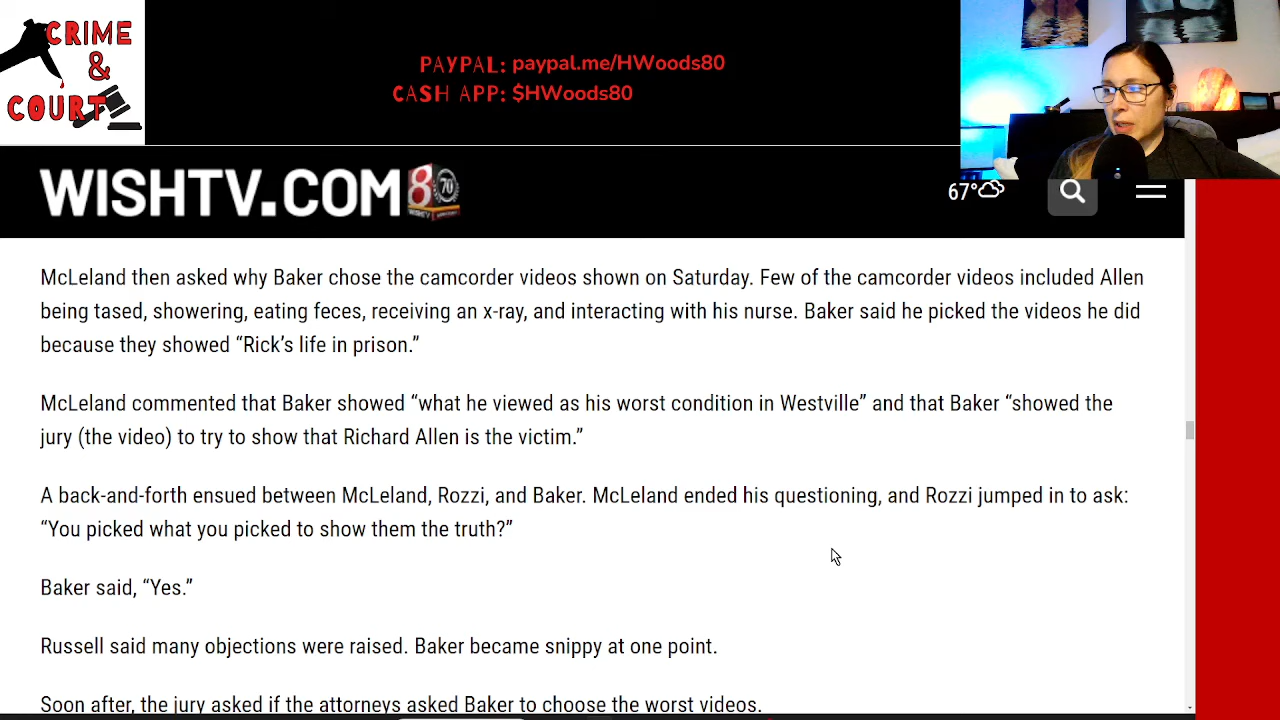 CRIME
&
COURT
PAYPAL: paypal.me/HWoods80
CASH APP: $HWoods80
WISHTV.COM 8 70
67°
McLeland then asked why Baker chose the camcorder videos shown on Saturday. Few of the camcorder videos included Allen
being tased, showering, eating feces, receiving an x-ray, and interacting with his nurse. Baker said he picked the videos he did
because they showed “Rick’s life in prison.”
McLeland commented that Baker showed “what he viewed as his worst condition in Westville” and that Baker “showed the
jury (the video) to try to show that Richard Allen is the victim.”
A back-and-forth ensued between McLeland, Rozzi, and Baker. McLeland ended his questioning, and Rozzi jumped in to ask:
“You picked what you picked to show them the truth?”
Baker said, “Yes.”
Russell said many objections were raised. Baker became snippy at one point.
Soon after, the jury asked if the attorneys asked Baker to choose the worst videos.